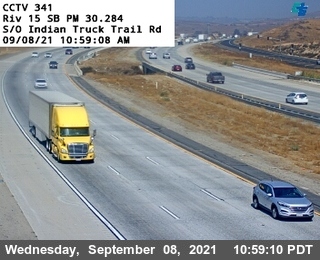 CCTV 341
Riv 15 SB PM 30.284
S/O Indian Truck Trail Rd
09/08/21 10:59:08 AM
Wednesday, September 08, 2021 10:59:10 PDT